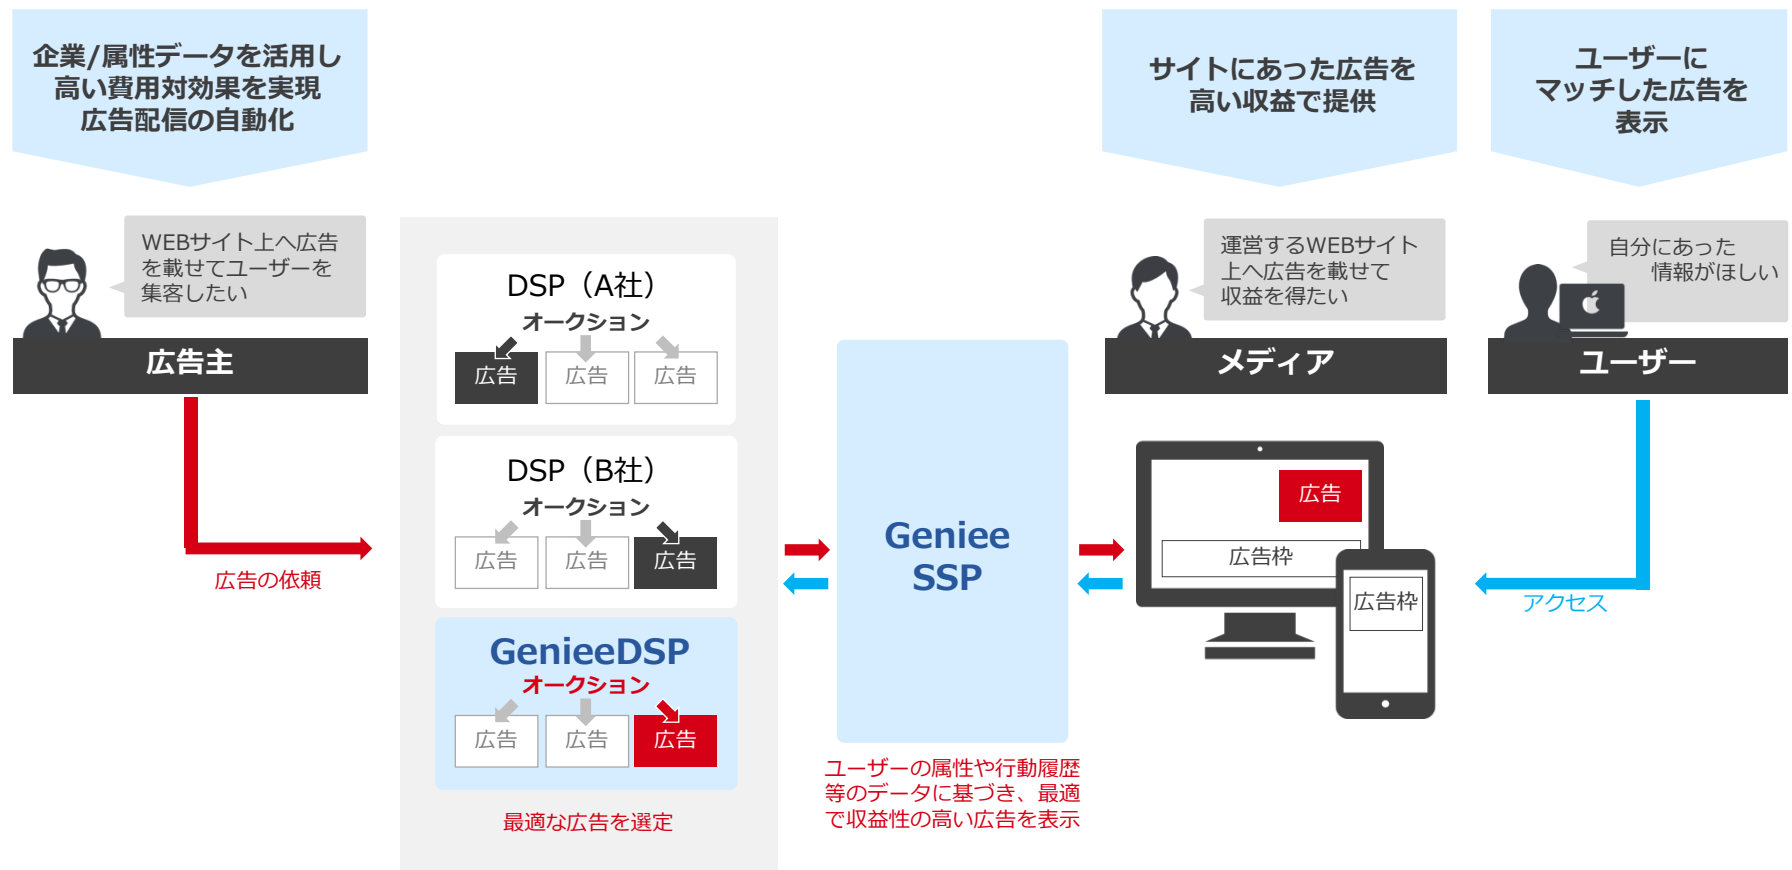 企業/属性データを活用し
高い費用対効果を実現
広告配信の自動化
サイトにあった広告を
高い収益で提供
ユーザーに
マッチした広告を
表示
WEBサイト上へ広告
を載せてユーザーを
集客したい
広告主
広告の依頼
DSP（A社）
オークション
広告 広告 広告
DSP（B社）
オークション
広告 広告 広告
GenieeDSP
オークション
広告 広告 広告
最適な広告を選定
Geniee
SSP
ユーザーの属性や行動履歴
等のデータに基づき、最適
で収益性の高い広告を表示
運営するWEBサイト
上へ広告を載せて
収益を得たい
メディア
広告
広告枠
広告枠
自分にあった
情報がほしい
ユーザー
アクセス